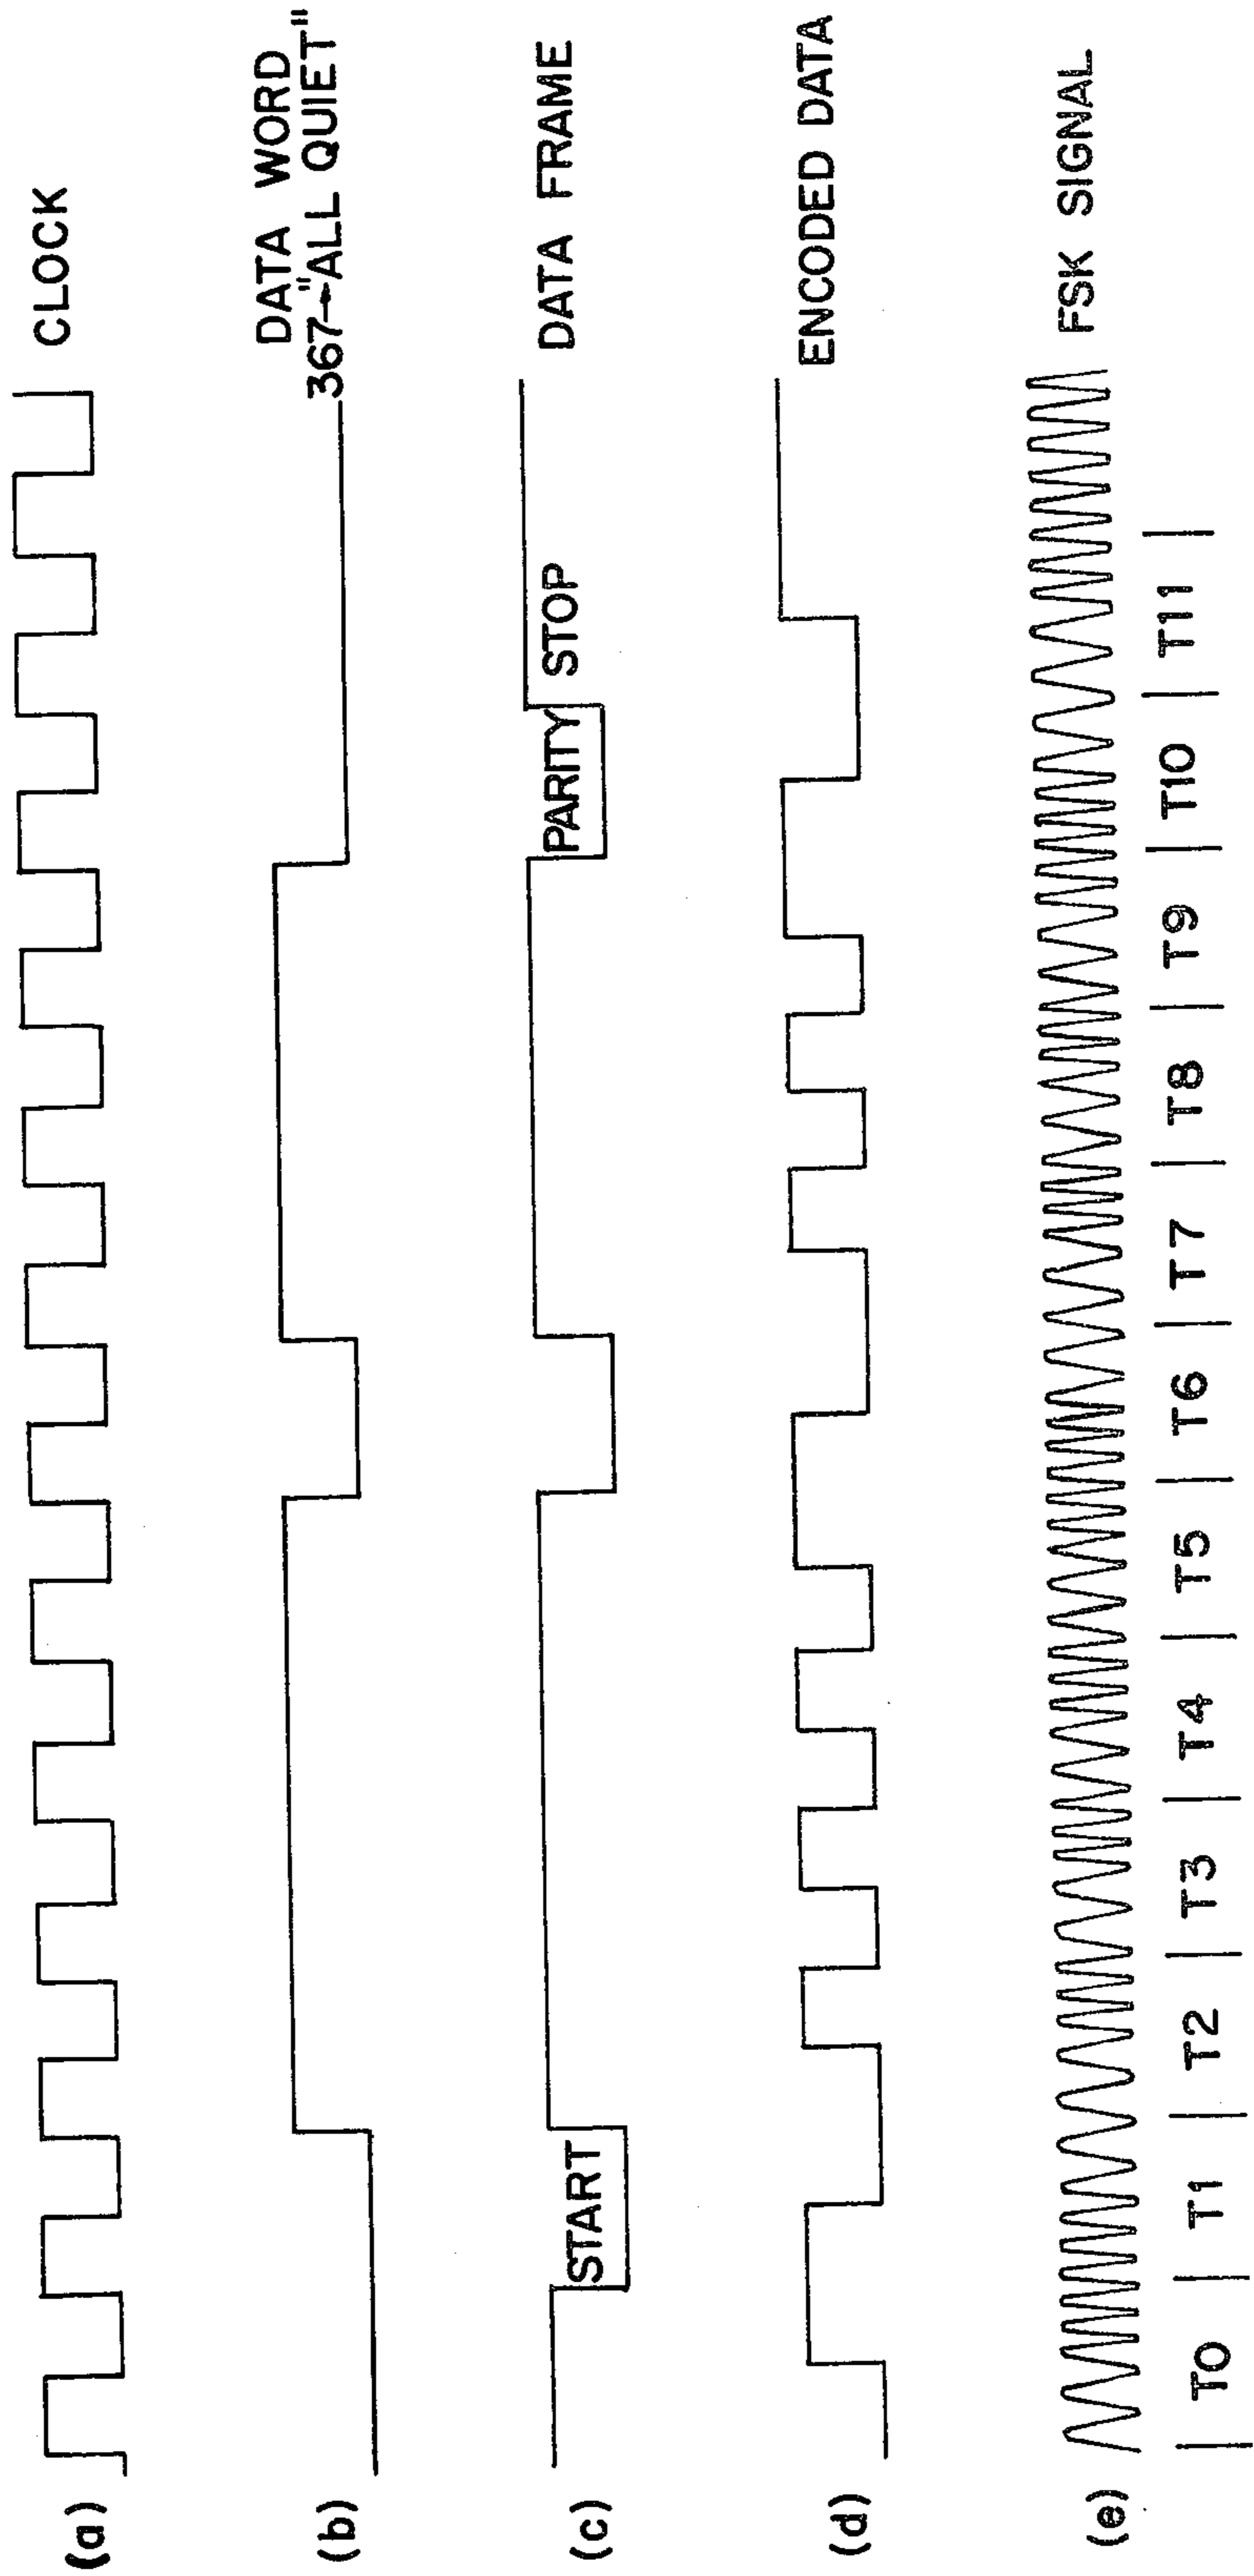 (a)
CLOCK
(b)
DATA WORD
367→"ALL QUIET"
(c)
START
PARITY
STOP
DATA FRAME
(d)
ENCODED DATA
(e)
FSK SIGNAL
T0 T1 T2 T3 T4 T5 T6 T7 T8 T9 T10 T11